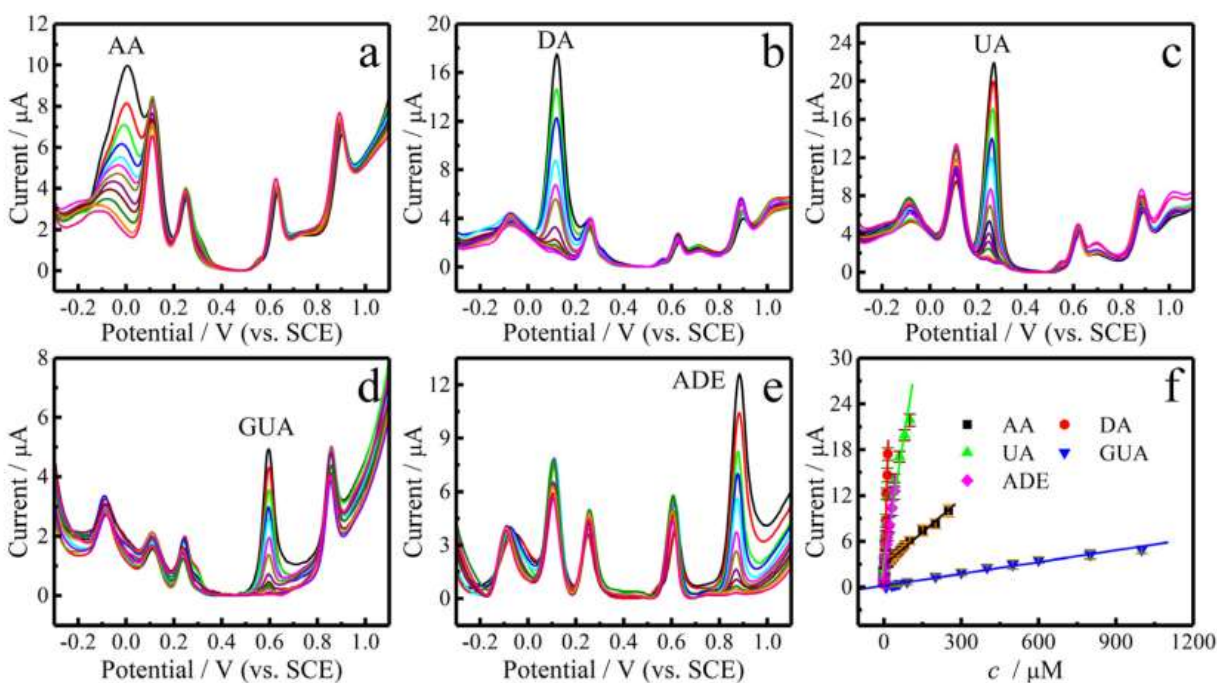 12
10
8
6
4
2
0
AA
a
Current / μA
-0.2 0.0 0.2 0.4 0.6 0.8 1.0
Potential / V (vs. SCE)
20
16
12
8
4
0
DA
b
Current / μA
-0.2 0.0 0.2 0.4 0.6 0.8 1.0
Potential / V (vs. SCE)
24
20
16
12
8
4
0
UA
c
Current / μA
-0.2 0.0 0.2 0.4 0.6 0.8 1.0
Potential / V (vs. SCE)
8
6
4
2
0
GUA
d
Current / μA
-0.2 0.0 0.2 0.4 0.6 0.8 1.0
Potential / V (vs. SCE)
12
9
6
3
0
ADE
e
Current / μA
-0.2 0.0 0.2 0.4 0.6 0.8 1.0
Potential / V (vs. SCE)
30
24
18
12
6
0
f
AA DA
UA GUA
ADE
Current / μA
0 300 600 900 1200
c / μM